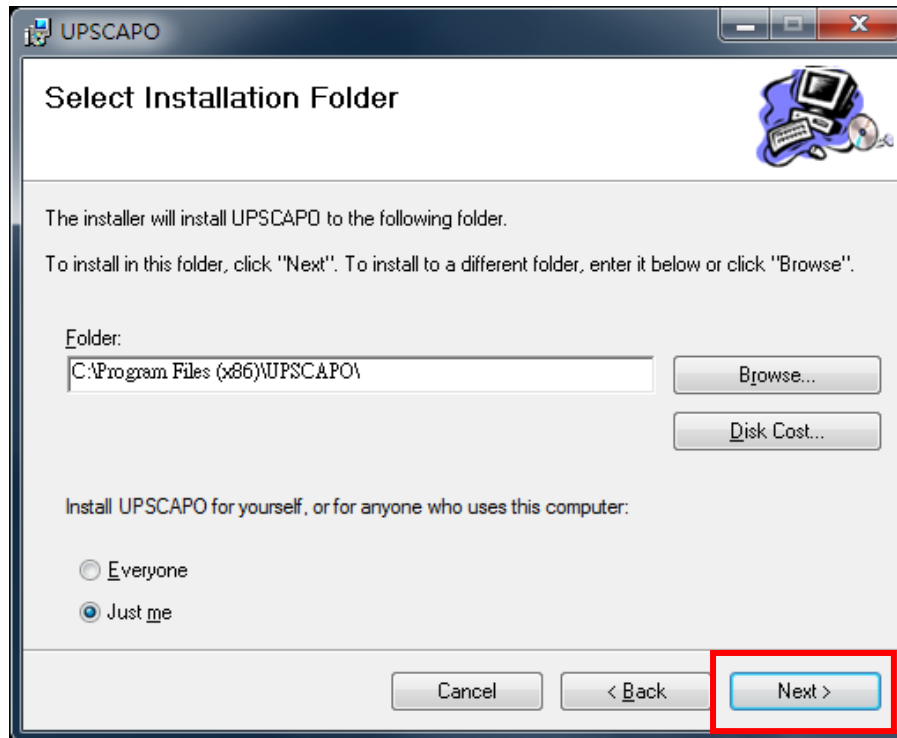 UPSCAPO
Select Installation Folder
The installer will install UPSCAPO to the following folder.
To install in this folder, click "Next". To install to a different folder, enter it below or click "Browse".
Folder:
C:\Program Files (x86)\UPSCAPO\
Browse...
Disk Cost...
Install UPSCAPO for yourself, or for anyone who uses this computer:
Everyone
Just me
Cancel
< Back
Next >